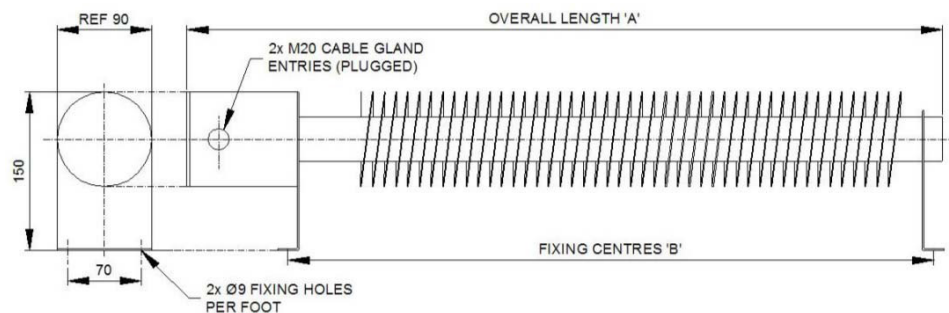 REF 90
OVERALL LENGTH 'A'
2x M20 CABLE GLAND
ENTRIES (PLUGGED)
150
FIXING CENTRES 'B'
70
2x Ø9 FIXING HOLES
PER FOOT